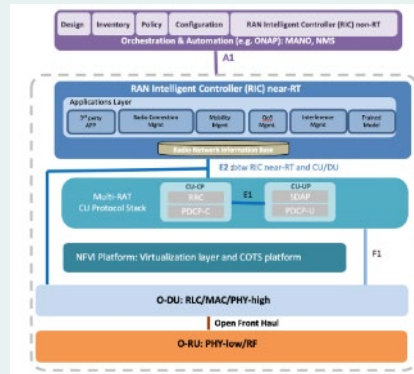 Design Inventory Policy Configuration RAN Intelligent Controller (RIC) non-RT
Orchestration & Automation (e.g. ONAP): MANO, NMS
A1
RAN Intelligent Controller (RIC) near-RT
Applications Layer
3rd party APP
Radio Connection Mgmt
Mobility Mgmt
QoS Mgmt
Interference Mgmt
Trained Model
Radio-Network Information Base
E2 :btw RIC near-RT and CU/DU
Multi-RAT
CU Protocol Stack
CU-CP
RRC
PDCP-C
E1
CU-UP
SDAP
PDCP-U
NFVI Platform: Virtualization layer and COTS platform
F1
O-DU: RLC/MAC/PHY-high
Open Front Haul
O-RU: PHY-low/RF